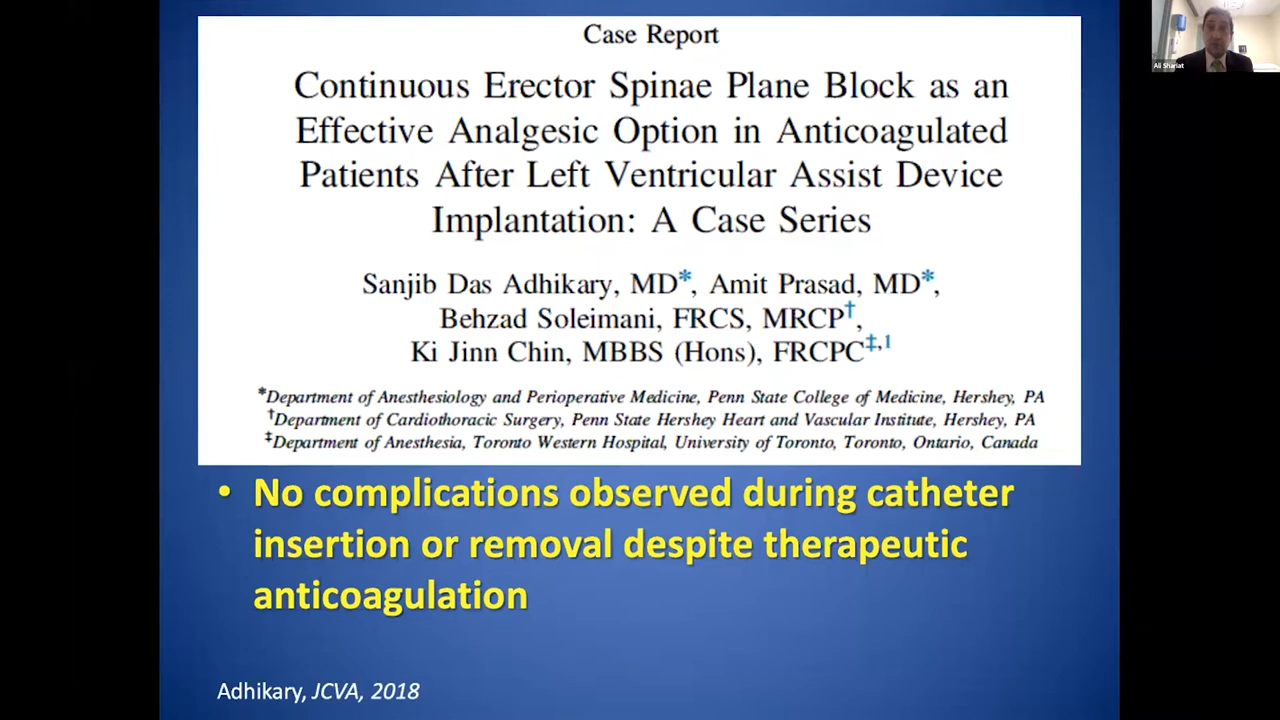 Case Report
Continuous Erector Spinae Plane Block as an
Effective Analgesic Option in Anticoagulated
Patients After Left Ventricular Assist Device
Implantation: A Case Series
Sanjib Das Adhikary, MD*, Amit Prasad, MD*,
Behzad Soleimani, FRCS, MRCP†,
Ki Jinn Chin, MBBS (Hons), FRCPC‡,1
*Department of Anesthesiology and Perioperative Medicine, Penn State College of Medicine, Hershey, PA
†Department of Cardiothoracic Surgery, Penn State Hershey Heart and Vascular Institute, Hershey, PA
‡Department of Anesthesia, Toronto Western Hospital, University of Toronto, Toronto, Ontario, Canada
• No complications observed during catheter
insertion or removal despite therapeutic
anticoagulation
Adhikary, JCVA, 2018
Ali Shariat